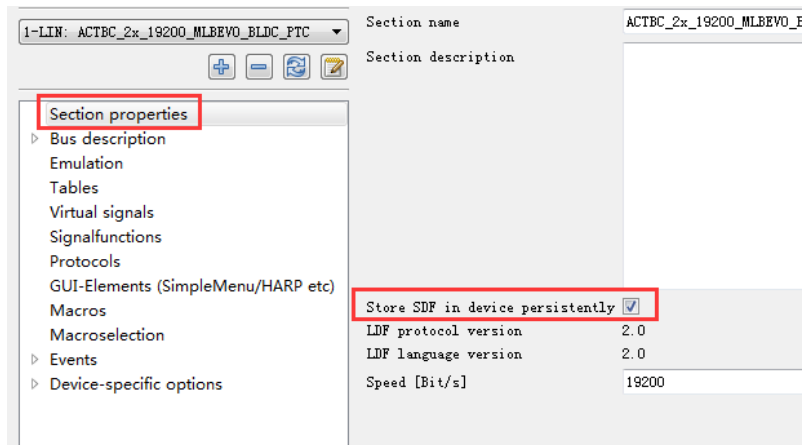 1-LIN: ACTBC_2x_19200_MLBEVO_BLDC_PTC
Section properties
Bus description
Emulation
Tables
Virtual signals
Signalfunctions
Protocols
GUI-Elements (SimpleMenu/HARP etc)
Macros
Macroselection
Events
Device-specific options
Section name ACTBC_2x_19200_MLBEVO_B
Section description
Store SDF in device persistently
LDF protocol version 2.0
LDF language version 2.0
Speed [Bit/s] 19200